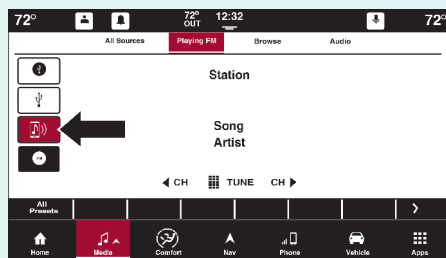 72° 72° 12:32 72°
OUT
All Sources Playing FM Browse Audio
Station
Song
Artist
FM
CH TUNE CH
All
Presets
Home Media Comfort Nav Phone Vehicle Apps